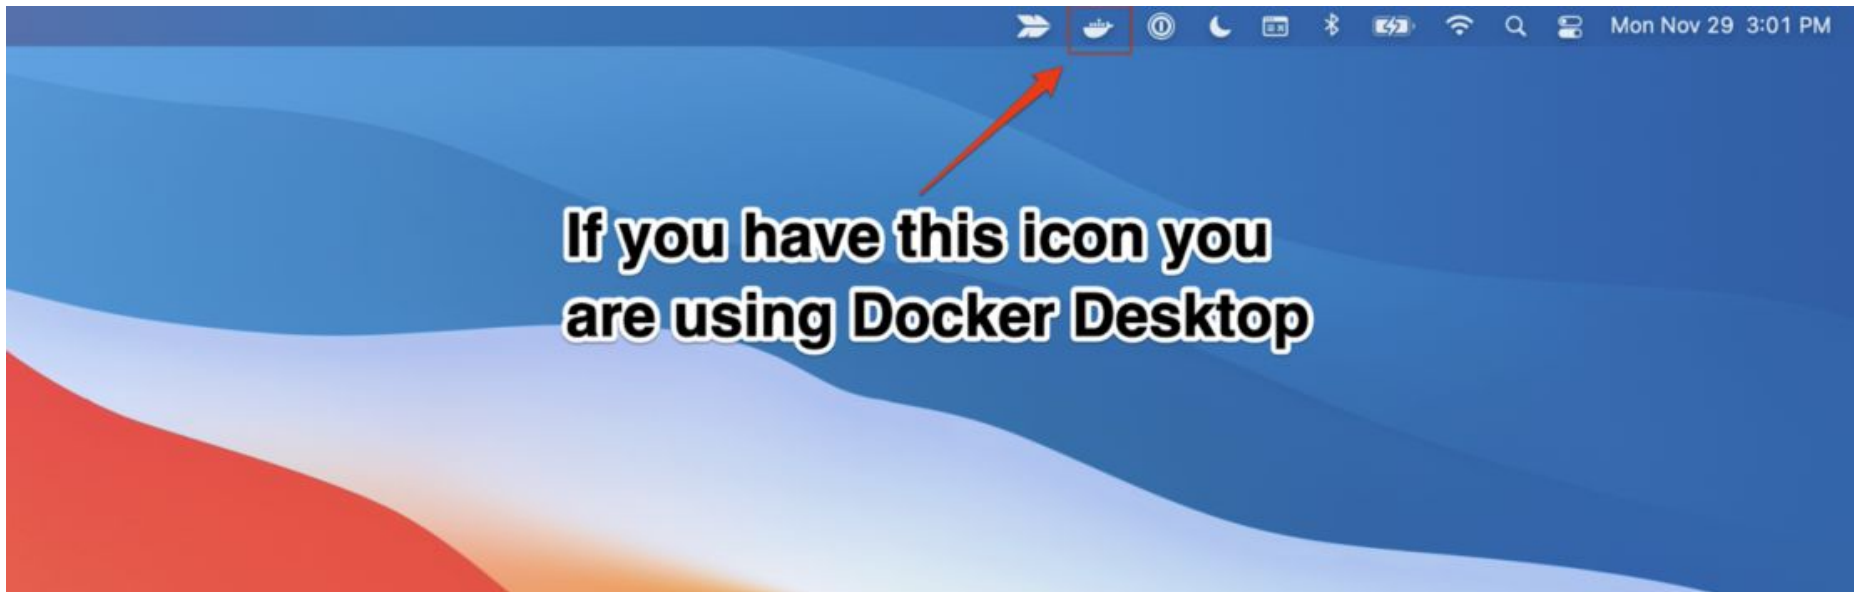 Mon Nov 29 3:01 PM
If you have this icon you
are using Docker Desktop